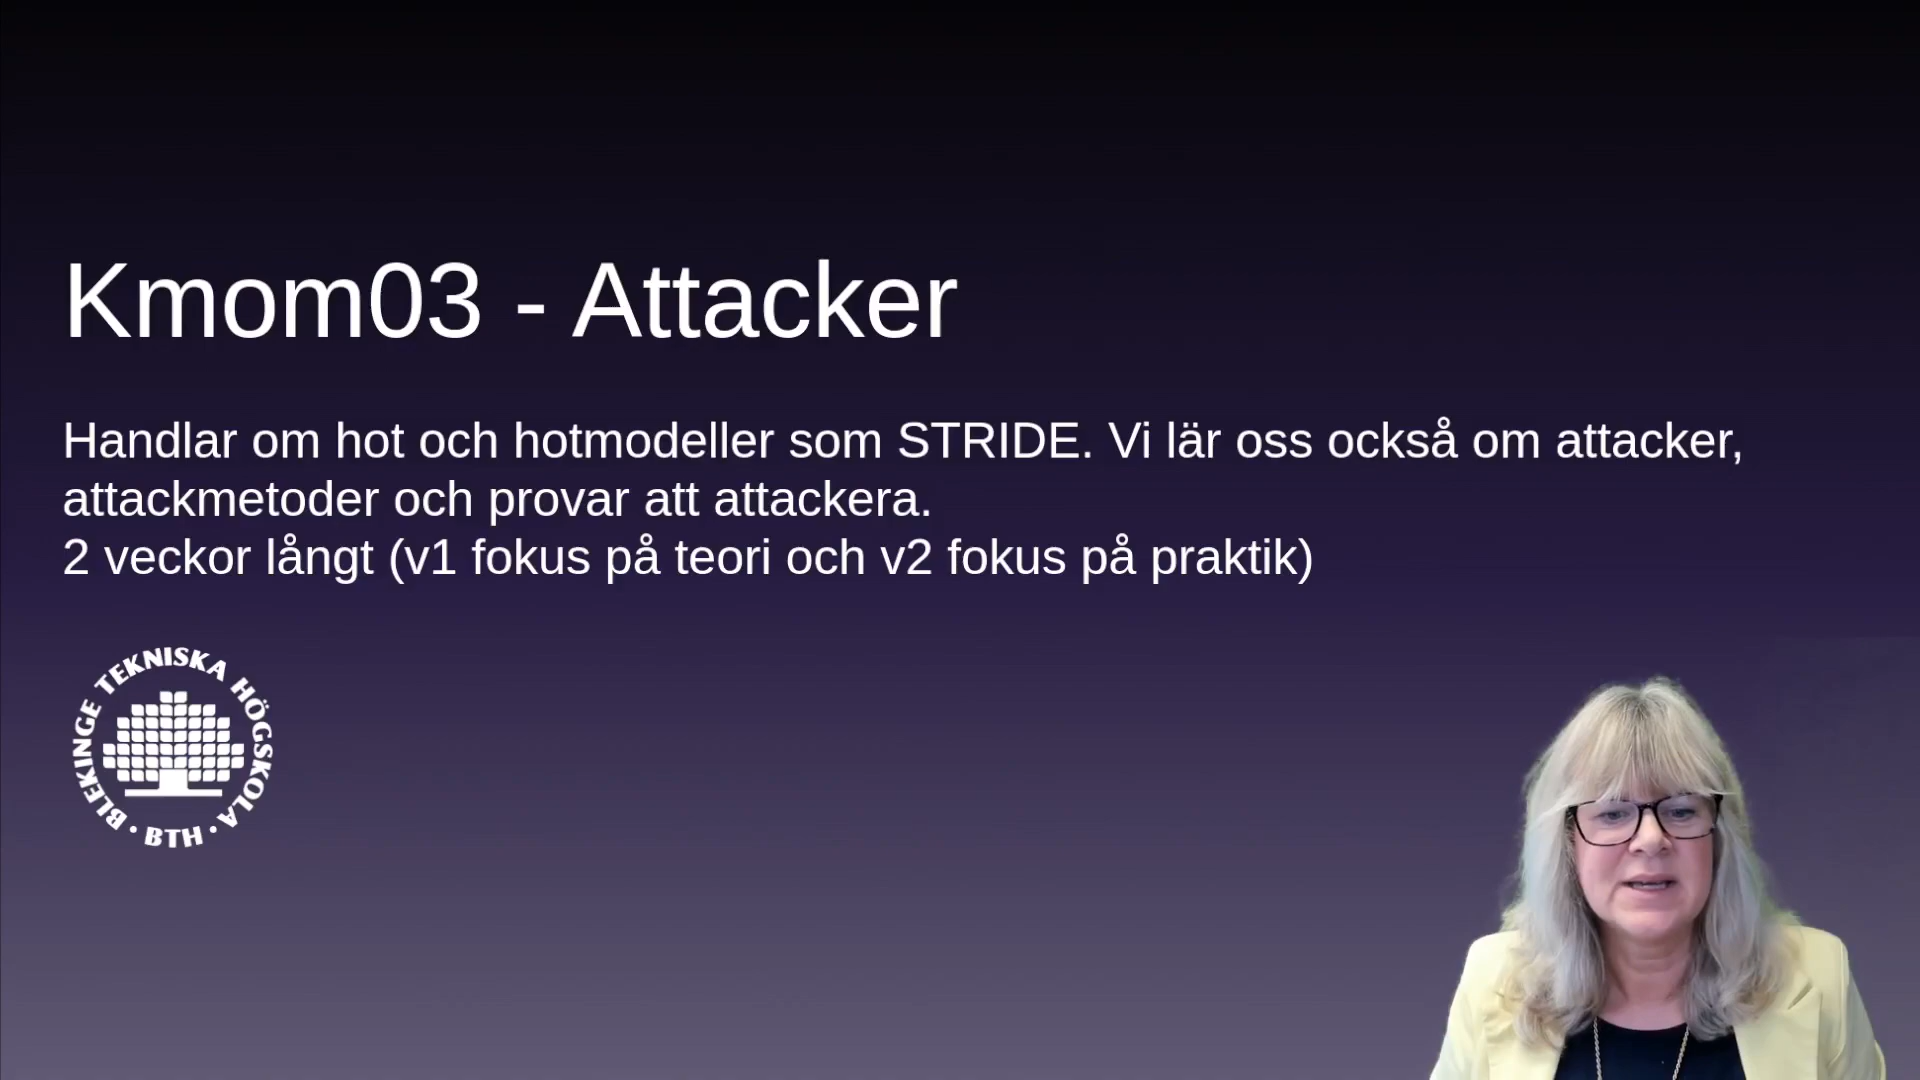 Kmom03 - Attacker
Handlar om hot och hotmodeller som STRIDE. Vi lär oss också om attacker,
attackmetoder och provar att attackera.
2 veckor långt (v1 fokus på teori och v2 fokus på praktik)
BLEKINGE TEKNISKA HÖGSKOLA
· BTH ·